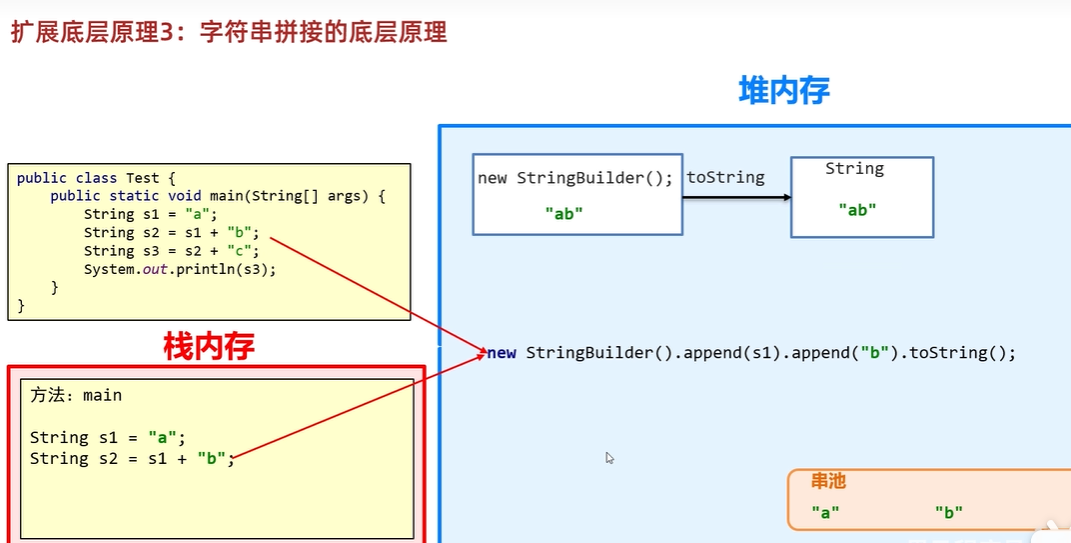 扩展底层原理3：字符串拼接的底层原理
堆内存
public class Test {
public static void main(String[] args) {
String s1 = "a";
String s2 = s1 + "b";
String s3 = s2 + "c";
System.out.println(s3);
}
}
new StringBuilder();
"ab"
toString
String
"ab"
栈内存
new StringBuilder().append(s1).append("b").toString();
方法：main
String s1 = "a";
String s2 = s1 + "b";
串池
"a"
"b"